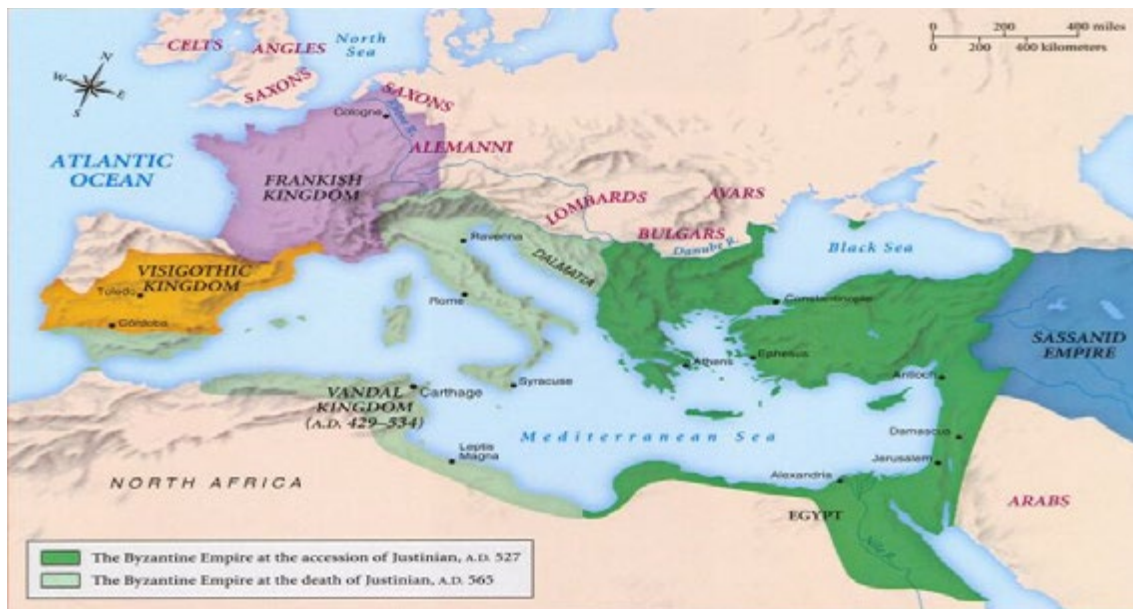 CELTS
ANGLES
SAXONS
North
Sea
0 200 400 miles
0 200 400 kilometers
N
W
E
S
SAXONS
Cologne
Rhine R.
ALEMANNI
ATLANTIC
OCEAN
FRANKISH
KINGDOM
LOMBARDS
AVARS
BULGARS
Danube R.
Black Sea
Ravenna
DALMATIA
VISIGOTHIC
KINGDOM
Toledo
Córdoba
Rome
Constantinople
SASSANID
EMPIRE
Athens
Ephesus
Antioch
Syracuse
Carthage
VANDAL
KINGDOM
(A.D. 429–534)
Mediterranean Sea
Damascus
Jerusalem
Leptis
Magna
Alexandria
NORTH AFRICA
EGYPT
ARABS
Nile R.
The Byzantine Empire at the accession of Justinian, A.D. 527
The Byzantine Empire at the death of Justinian, A.D. 565